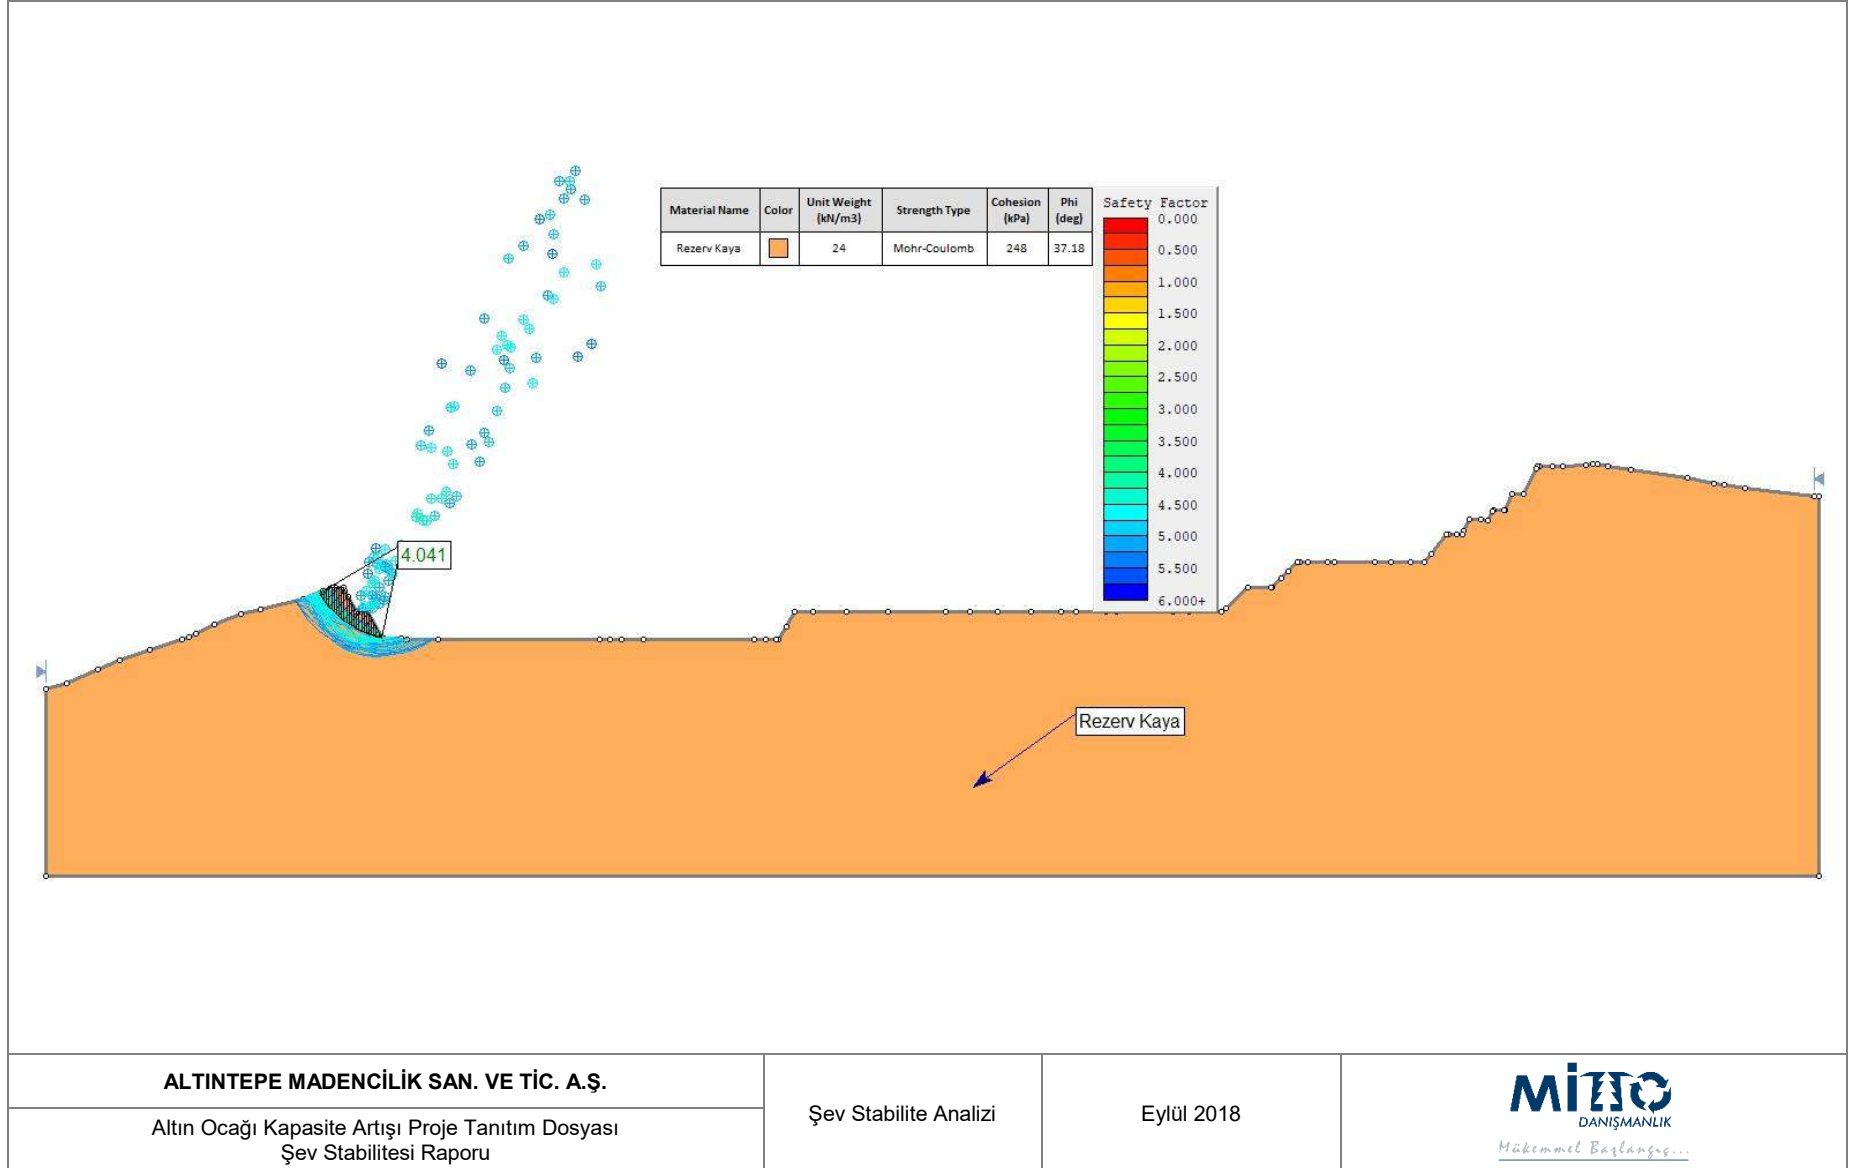 Material Name Color Unit Weight (kN/m3) Strength Type Cohesion (kPa) Phi (deg)
Rezerv Kaya 24 Mohr-Coulomb 248 37.18
Safety Factor
0.000
0.500
1.000
1.500
2.000
2.500
3.000
3.500
4.000
4.500
5.000
5.500
6.000+
4.041
Rezerv Kaya
ALTINTEPE MADENCİLİK SAN. VE TİC. A.Ş.
Altın Ocağı Kapasite Artışı Proje Tanıtım Dosyası
Şev Stabilitesi Raporu
Şev Stabilite Analizi
Eylül 2018
MiTTO
DANIŞMANLIK
Mükemmel Başlangıç...